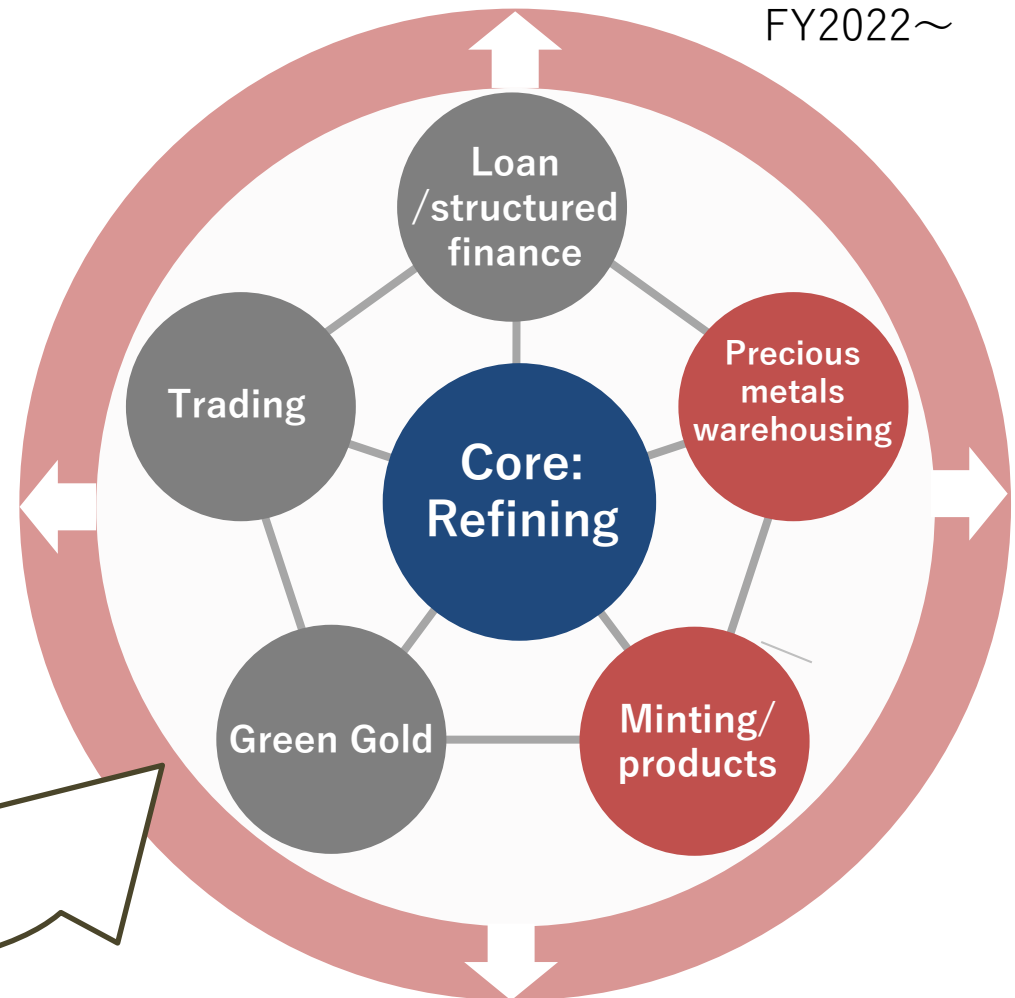 FY2022～
Loan
/structured
finance
Trading
Precious
metals
warehousing
Core:
Refining
Green Gold
Minting/
products